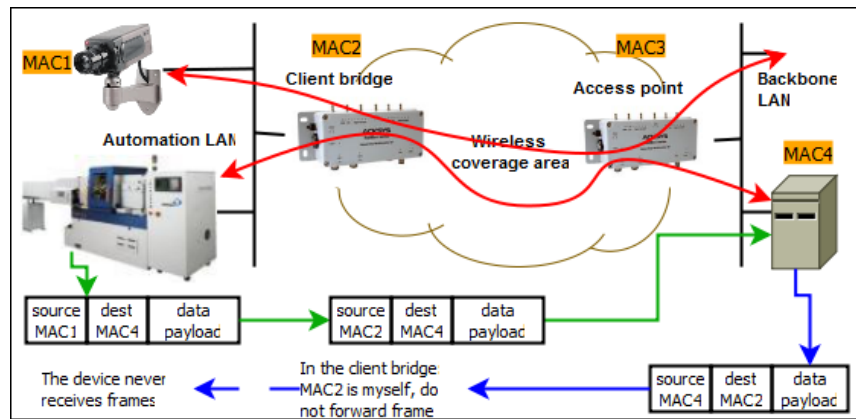 MAC1
MAC2
MAC3
Client bridge
Access point
Backbone
LAN
Automation LAN
Wireless
coverage area
MAC4
ACKSYS
ACKSYS
source
MAC1
dest
MAC4
data
payload
source
MAC2
dest
MAC4
data
payload
The device never
receives frames
In the client bridge:
MAC2 is myself, do
not forward frame
source
MAC4
dest
MAC2
data
payload